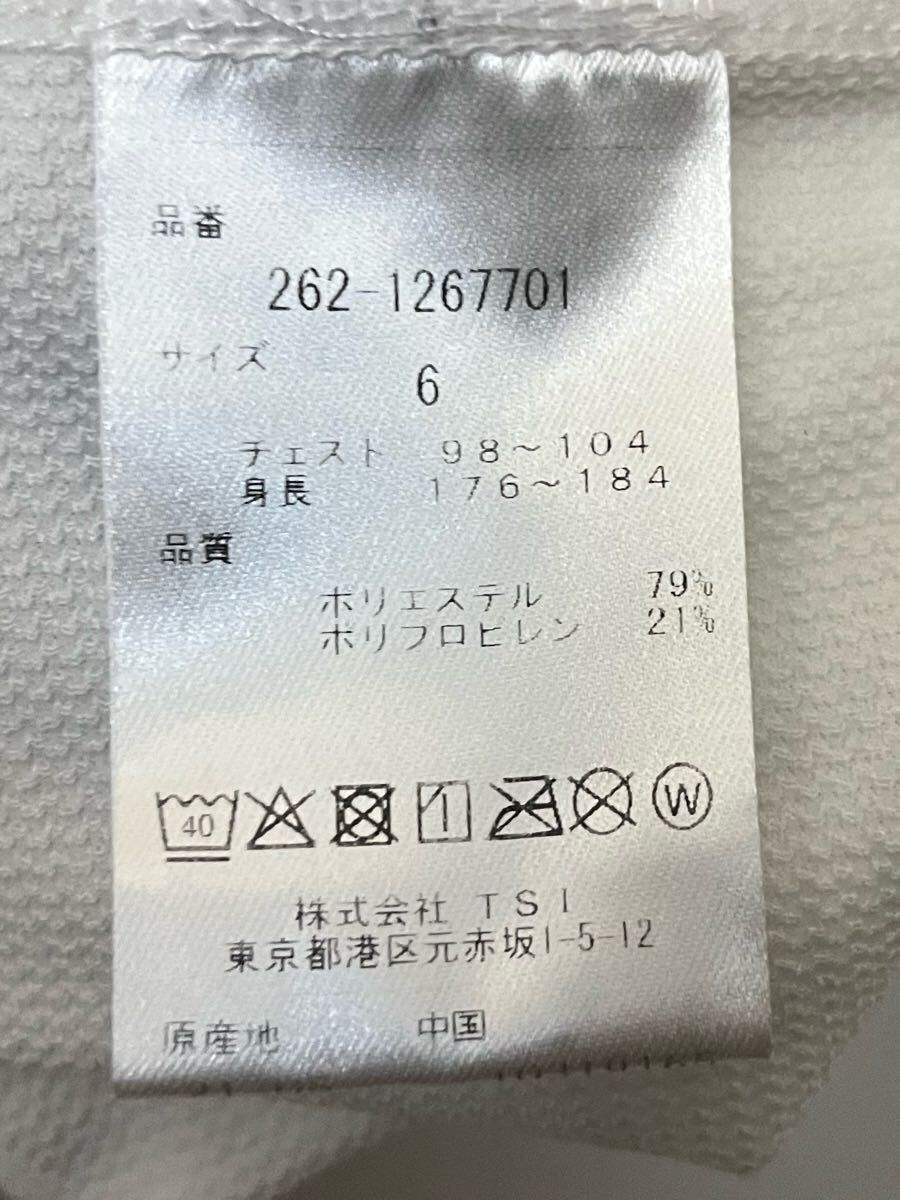 品番
262-1267701
サイズ
6
チェスト 98~104
身長 176~184
品質
ポリエステル 79%
ポリプロピレン 21%
40 W
株式会社 TSI
東京都港区元赤坂1-5-12
原産地 中国